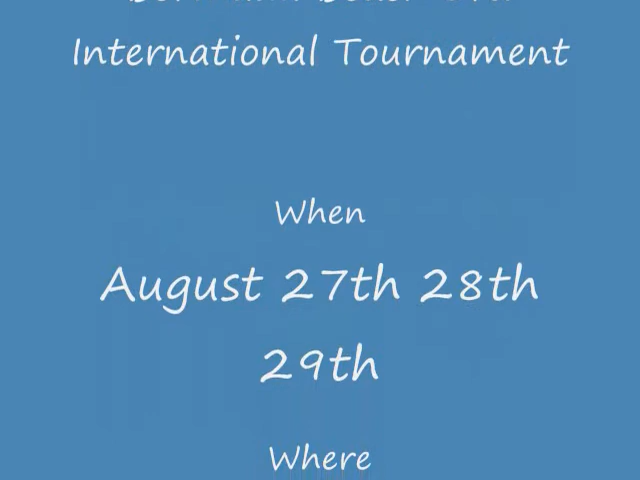 International Tournament
When
August 27th 28th
29th
Where